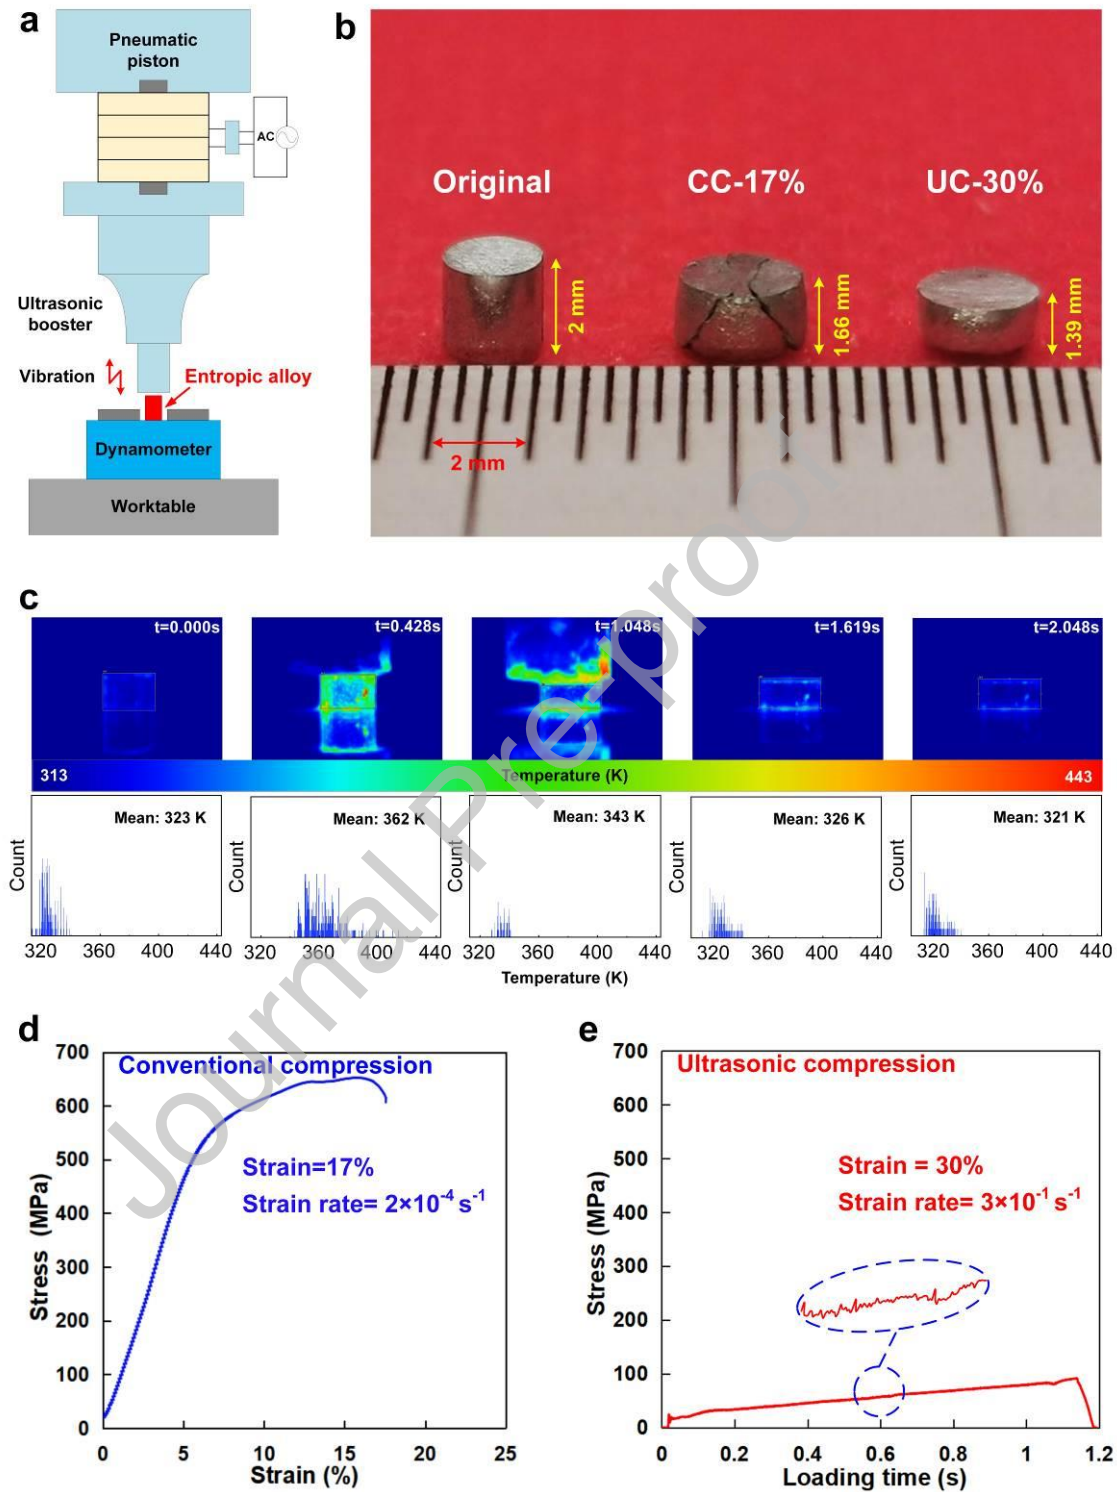 a
Pneumatic
piston
AC
Ultrasonic
booster
Vibration
Entropic alloy
Dynamometer
Worktable
b
Original
CC-17%
UC-30%
2 mm
1.66 mm
1.39 mm
2 mm
c
t=0.000s
t=0.428s
t=1.048s
t=1.619s
t=2.048s
313
Temperature (K)
443
Mean: 323 K
Mean: 362 K
Mean: 343 K
Mean: 326 K
Mean: 321 K
Count
Count
Count
Count
Count
320 360 400 440
320 360 400 440
320 360 400 440
320 360 400 440
320 360 400 440
Temperature (K)
d
Conventional compression
Strain=17%
Strain rate= 2×10⁻⁴ s⁻¹
Stress (MPa)
700
600
500
400
300
200
100
0
0 5 10 15 20 25
Strain (%)
e
Ultrasonic compression
Strain = 30%
Strain rate= 3×10⁻¹ s⁻¹
Stress (MPa)
700
600
500
400
300
200
100
0
0 0.2 0.4 0.6 0.8 1 1.2
Loading time (s)
Journal Pre-proof